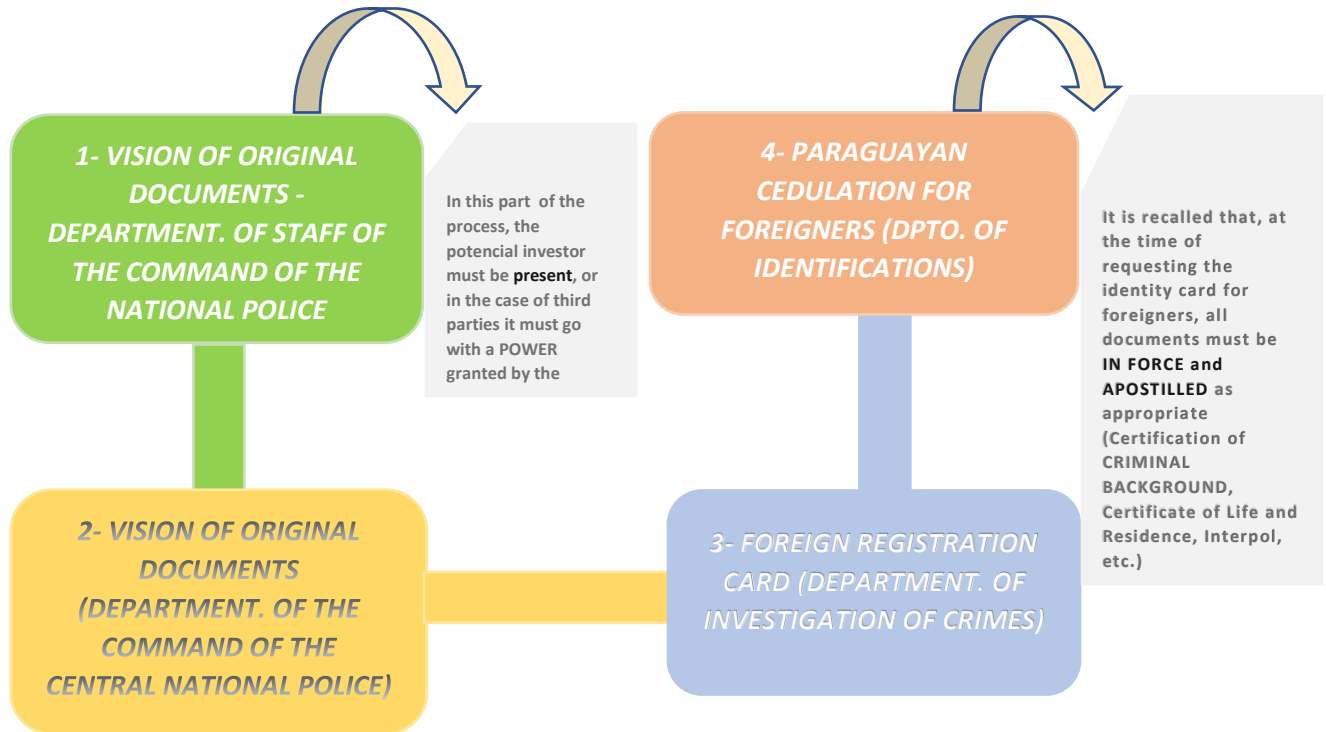 1- VISION OF ORIGINAL
DOCUMENTS -
DEPARTMENT. OF STAFF OF
THE COMMAND OF THE
NATIONAL POLICE
In this part of the
process, the
potencial investor
must be present, or
in the case of third
parties it must go
with a POWER
granted by the
2- VISION OF ORIGINAL
DOCUMENTS
(DEPARTMENT. OF THE
COMMAND OF THE
CENTRAL NATIONAL POLICE)
3- FOREIGN REGISTRATION
CARD (DEPARTMENT. OF
INVESTIGATION OF CRIMES)
4- PARAGUAYAN
CEDULATION FOR
FOREIGNERS (DPTO. OF
IDENTIFICATIONS)
It is recalled that, at
the time of
requesting the
identity card for
foreigners, all
documents must be
IN FORCE and
APOSTILLED as
appropriate
(Certification of
CRIMINAL
BACKGROUND,
Certificate of Life and
Residence, Interpol,
etc.)